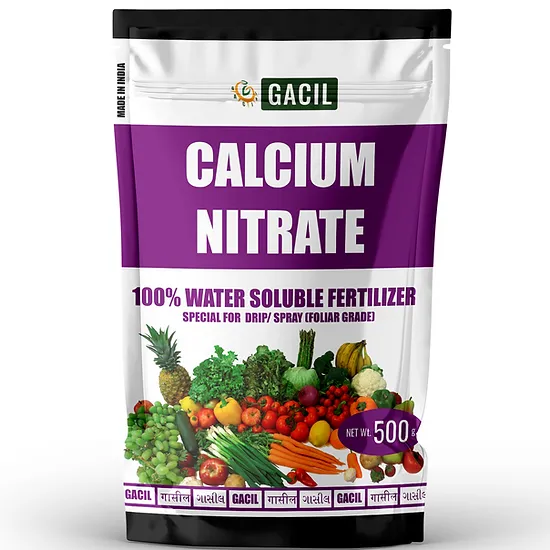 MADE IN INDIA
GACIL
CALCIUM
NITRATE
100% WATER SOLUBLE FERTILIZER
SPECIAL FOR DRIP/ SPRAY (FOLIAR GRADE)
NET Wt. 500 g
GACIL गासील ગાસીલ GACIL गासील ગાસીલ GACIL गासील ગાસીલ